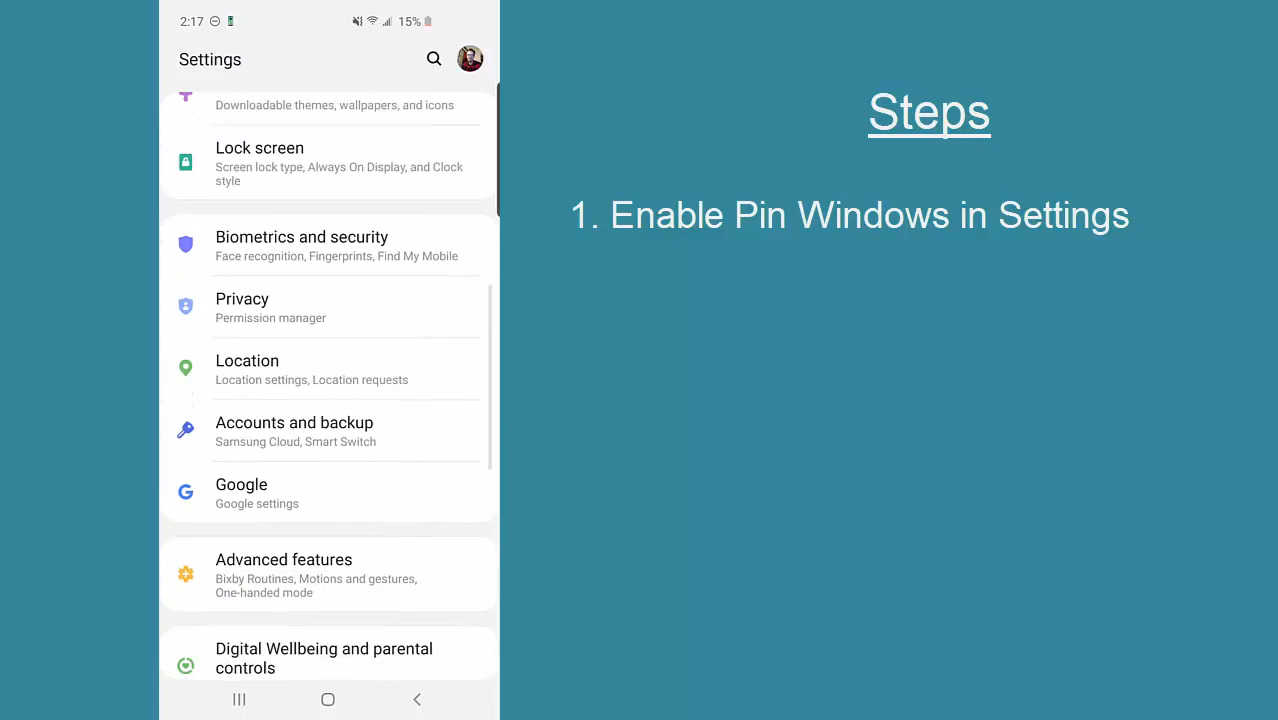 2:17
15%
Settings
Downloadable themes, wallpapers, and icons
Lock screen
Screen lock type, Always On Display, and Clock
style
Biometrics and security
Face recognition, Fingerprints, Find My Mobile
Privacy
Permission manager
Location
Location settings, Location requests
Accounts and backup
Samsung Cloud, Smart Switch
Google
Google settings
Advanced features
Bixby Routines, Motions and gestures,
One-handed mode
Digital Wellbeing and parental
controls
Steps
1. Enable Pin Windows in Settings